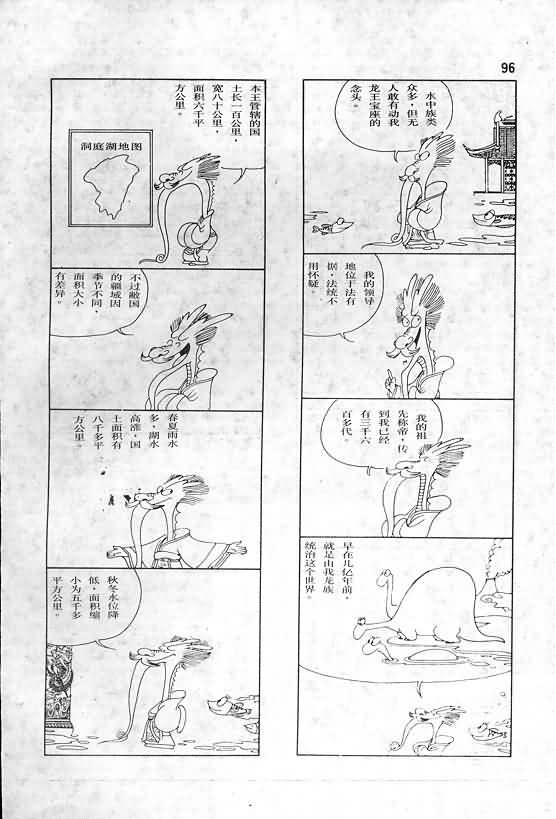 96
水中族类
众多，但无
人敢有动我
龙王宝座的
念头。
我的领导
地位于法有
据，法统不
用怀疑。
我的祖
先称帝，传
到我已经
有三千六
百多代。
早在几亿年前，
就是由我龙族
统治这个世界。
本王管辖的国
土长一百公里，
宽八十公里，
面积六千平
方公里。
洞庭湖地图
不过敝国
的疆域因
季节不同，
面积大小
有差异。
春夏雨水
多，湖水
高涨，国
土面积有
八千多平
方公里。
秋冬水位降
低，面积缩
小为五千多
平方公里。